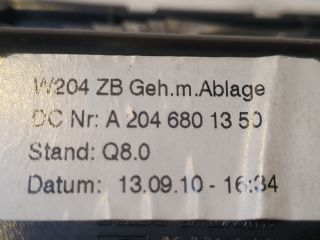 W204 ZB Geh.m.Ablage
DC Nr: A 204 680 13 50
Stand: Q8.0
Datum: 13.09.10 - 16:34